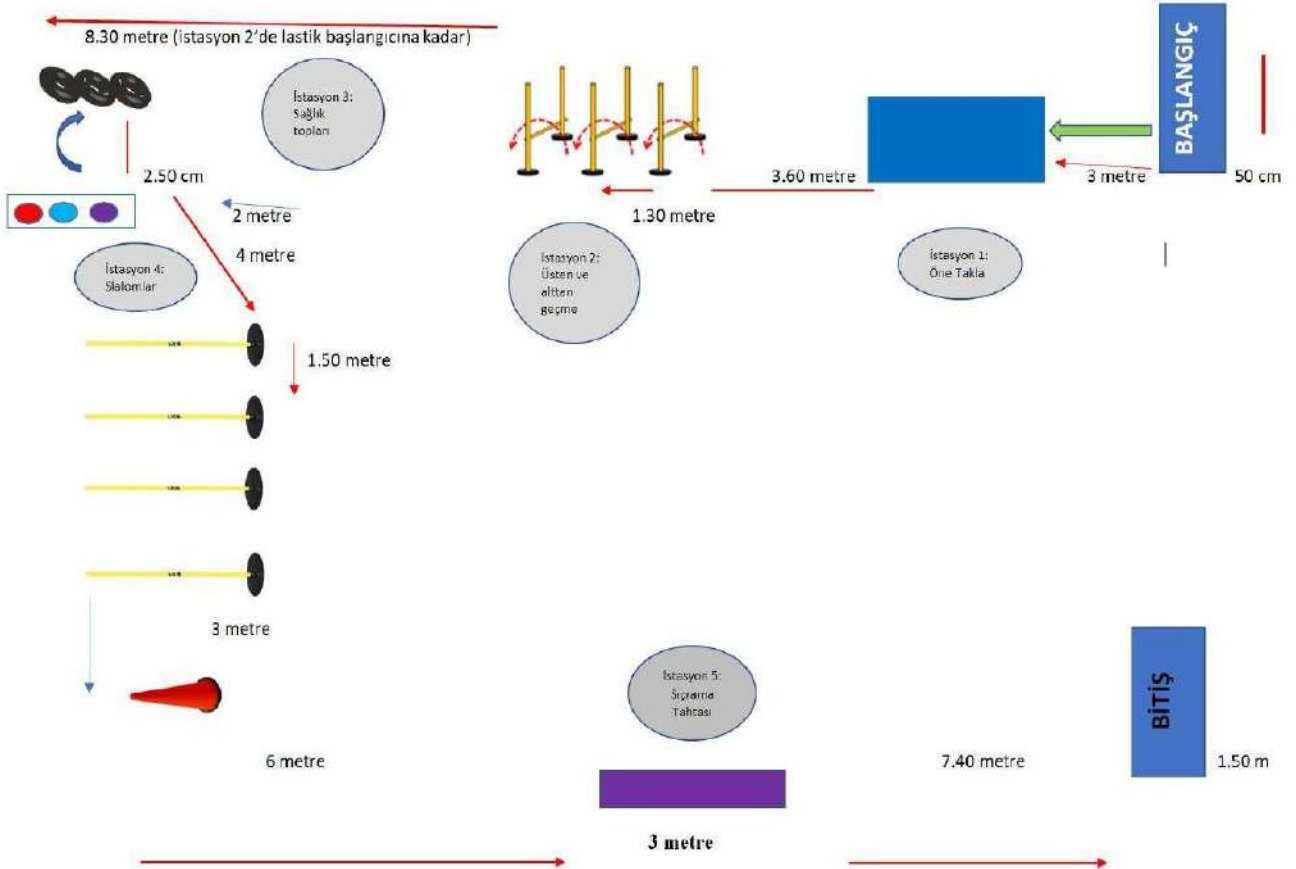 8.30 metre (istasyon 2'de lastik başlangıcına kadar)
BAŞLANGIÇ
İstasyon 3:
Sağlık
topları
2.50 cm
3.60 metre
3 metre
50 cm
2 metre
1.30 metre
4 metre
İstasyon 4:
Slalomlar
İstasyon 2:
Üsten ve
alttan
geçme
İstasyon 1:
Öne Takla
1.50 metre
3 metre
İstasyon 5:
Sıçrama
Tahtası
BİTİŞ
6 metre
7.40 metre
1.50 m
3 metre